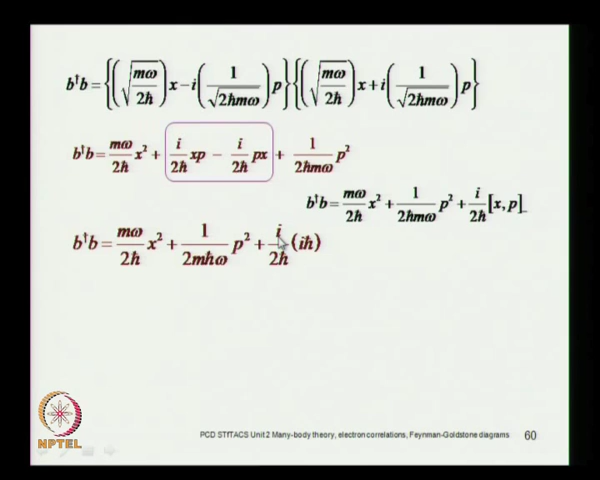 b†b = {(√(mω/2ħ)) x − i (1/√(2ħmω)) p} {(√(mω/2ħ)) x + i (1/√(2ħmω)) p}
b†b = mω/2ħ x² + i/2ħ xp − i/2ħ px + 1/2ħmω p²
b†b = mω/2ħ x² + 1/2ħmω p² + i/2ħ [x, p]_
b†b = mω/2ħ x² + 1/2mħω p² + i/2ħ (iħ)
NPTEL
PCD STITACS Unit 2 Many-body theory, electron correlations, Feynman-Goldstone diagrams 60